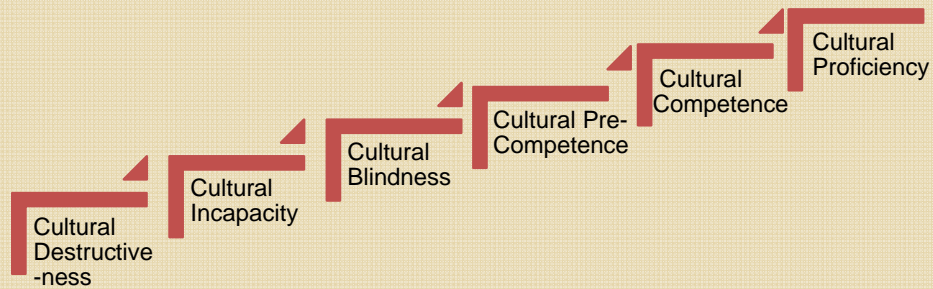 Cultural
Destructive
-ness
Cultural
Incapacity
Cultural
Blindness
Cultural Pre-
Competence
Cultural
Competence
Cultural
Proficiency